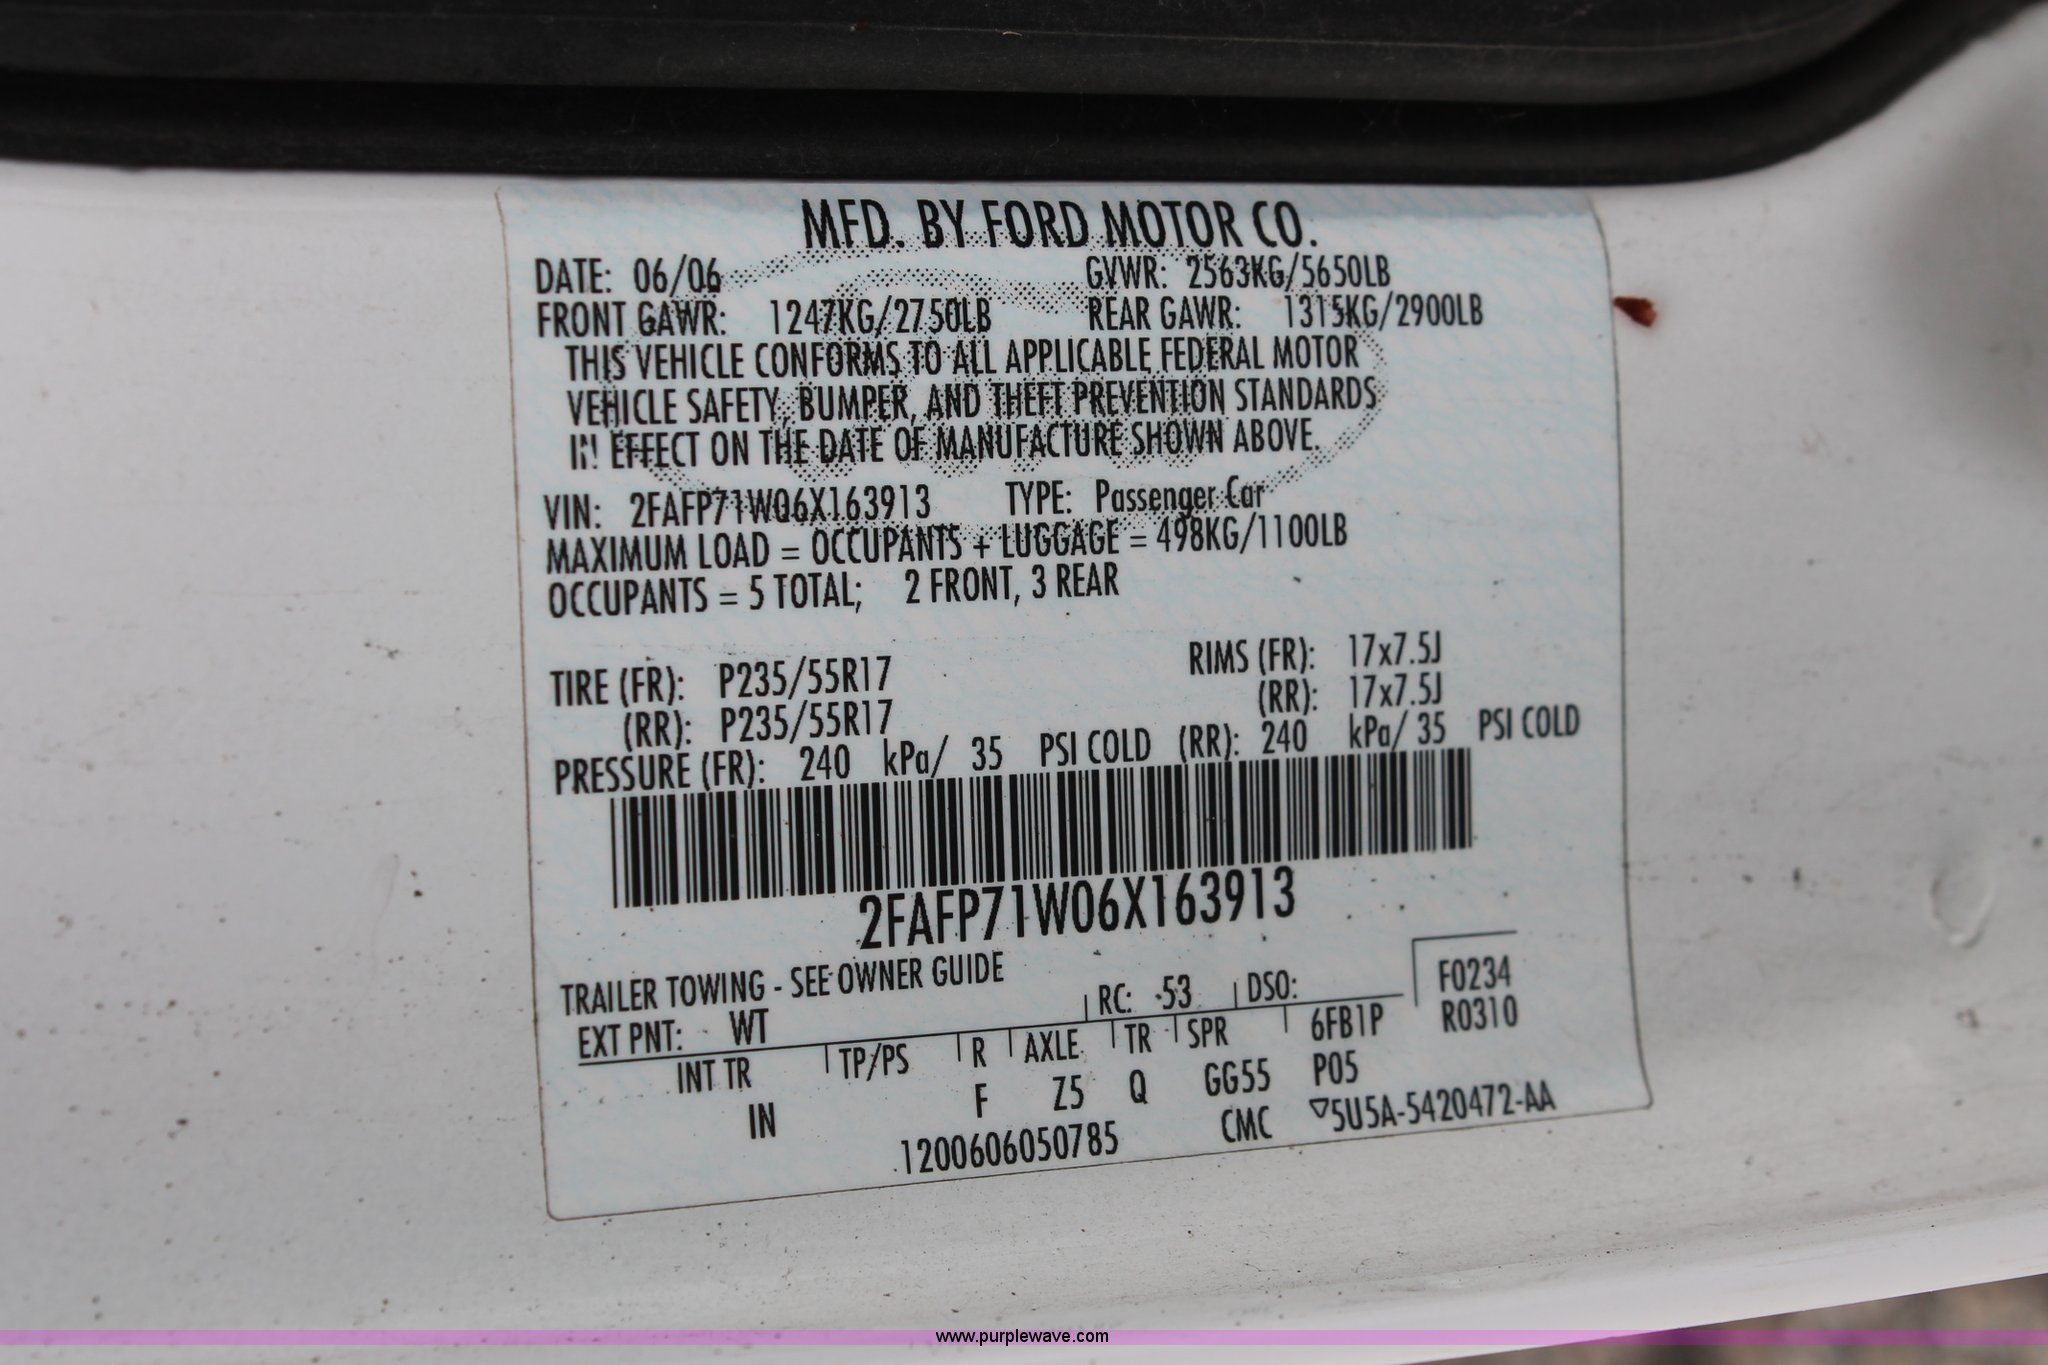 MFD. BY FORD MOTOR CO.
DATE: 06/06 GVWR: 2563KG/5650LB
FRONT GAWR: 1247KG/2750LB REAR GAWR: 1315KG/2900LB
THIS VEHICLE CONFORMS TO ALL APPLICABLE FEDERAL MOTOR
VEHICLE SAFETY, BUMPER, AND THEFT PREVENTION STANDARDS
IN EFFECT ON THE DATE OF MANUFACTURE SHOWN ABOVE.
VIN: 2FAFP71W06X163913 TYPE: Passenger Car
MAXIMUM LOAD = OCCUPANTS + LUGGAGE = 498KG/1100LB
OCCUPANTS = 5 TOTAL; 2 FRONT, 3 REAR
TIRE (FR): P235/55R17 RIMS (FR): 17x7.5J
(RR): P235/55R17 (RR): 17x7.5J
PRESSURE (FR): 240 kPa/ 35 PSI COLD (RR): 240 kPa/ 35 PSI COLD
2FAFP71W06X163913
TRAILER TOWING - SEE OWNER GUIDE
EXT PNT: WT RC: 53 DSO: F0234
INT TR TP/PS R AXLE TR SPR 6FB1P R0310
IN F Z5 Q GG55 P05
1200606050785 CMC ▽5U5A-5420472-AA
www.purplewave.com